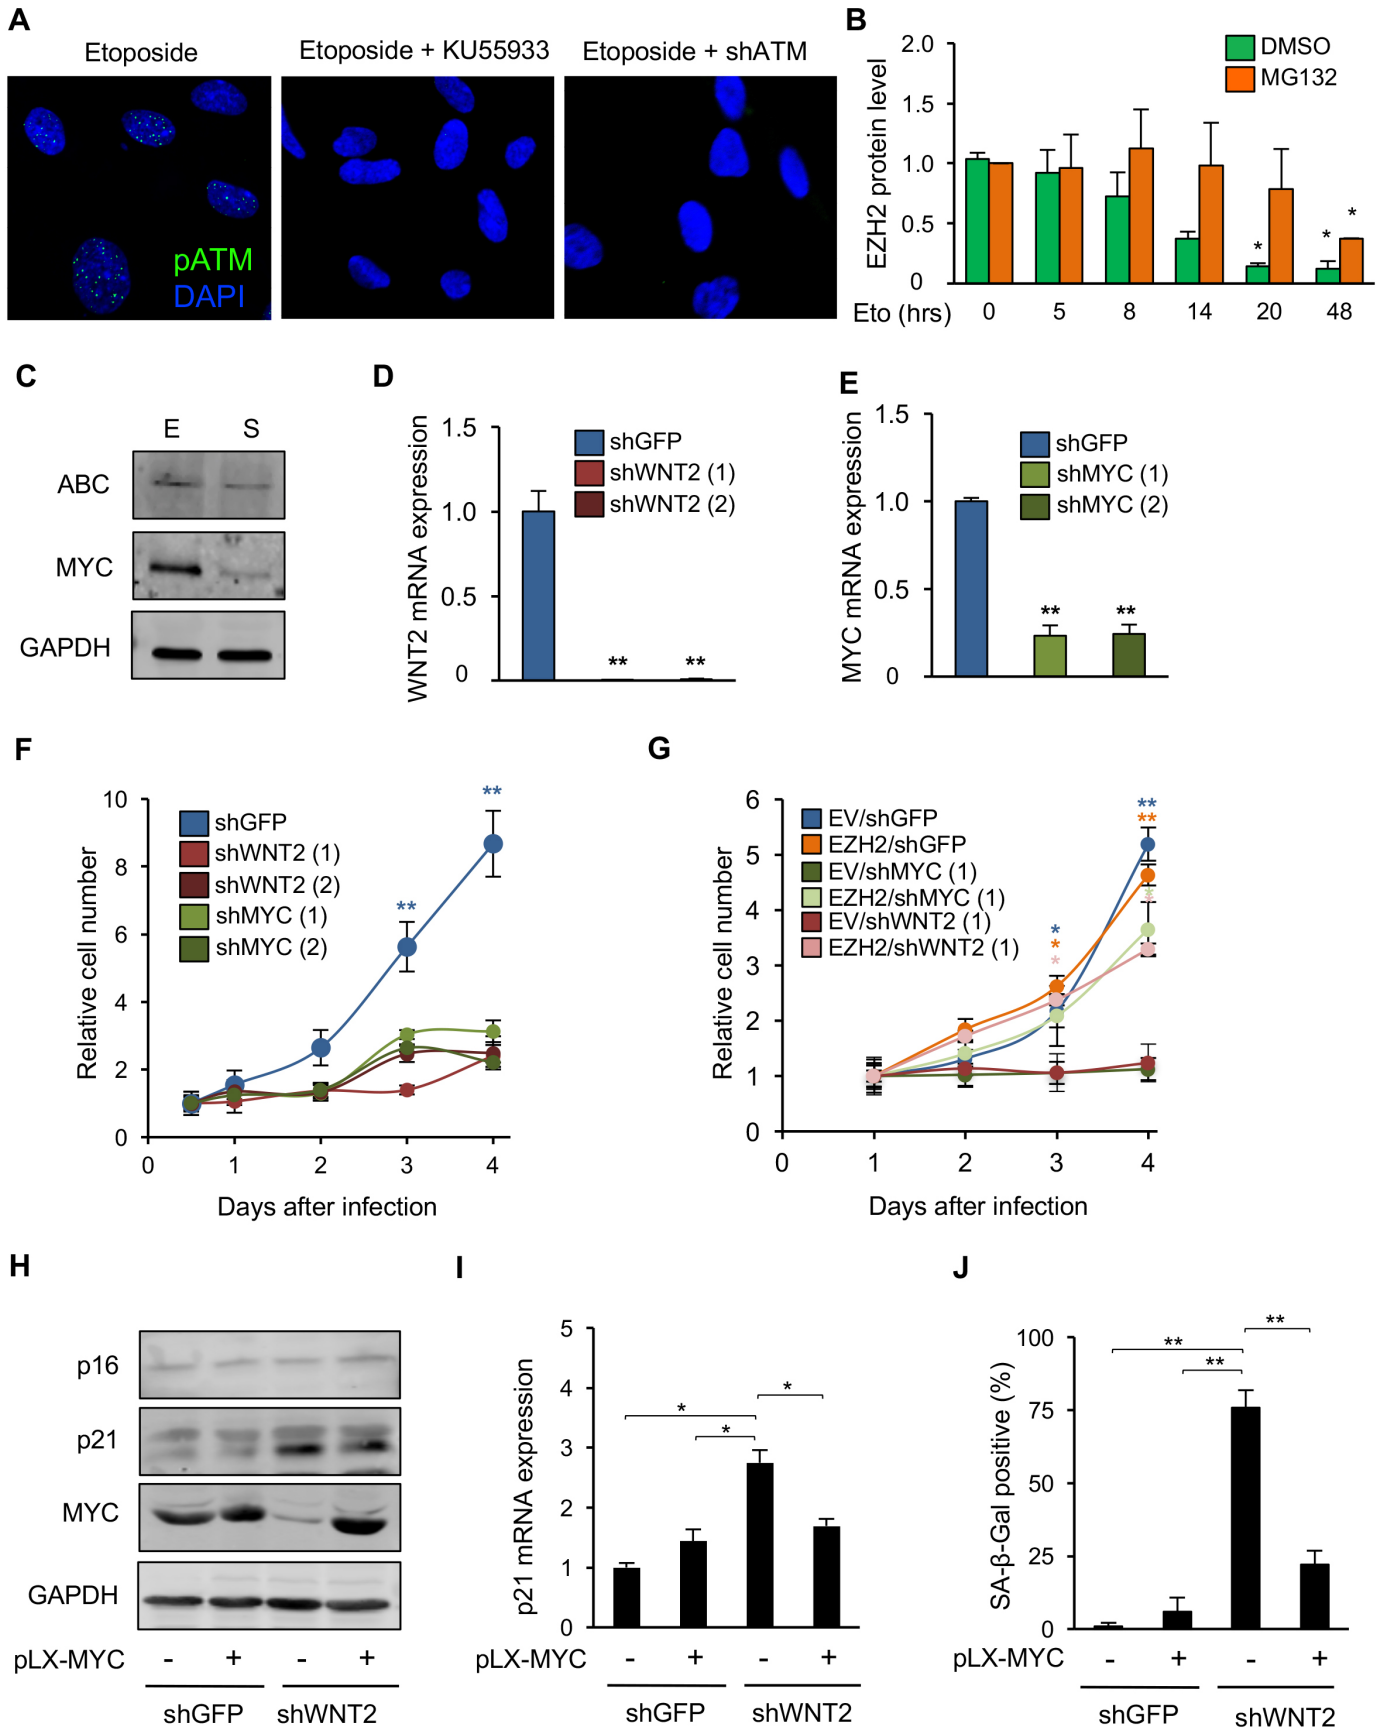 A
Etoposide
Etoposide + KU55933
Etoposide + shATM
pATM
DAPI
B
EZH2 protein level
2.0
1.5
1.0
0.5
0
DMSO
MG132
*
*
*
Eto (hrs)
0 5 8 14 20 48
C
E S
ABC
MYC
GAPDH
D
WNT2 mRNA expression
1.5
1.0
0.5
0
shGFP
shWNT2 (1)
shWNT2 (2)
** **
E
MYC mRNA expression
1.5
1.0
0.5
0
shGFP
shMYC (1)
shMYC (2)
** **
F
Relative cell number
10
8
6
4
2
0
shGFP
shWNT2 (1)
shWNT2 (2)
shMYC (1)
shMYC (2)
**
**
0 1 2 3 4
Days after infection
G
Relative cell number
6
5
4
3
2
1
0
EV/shGFP
EZH2/shGFP
EV/shMYC (1)
EZH2/shMYC (1)
EV/shWNT2 (1)
EZH2/shWNT2 (1)
*
*
*
**
**
*
*
0 1 2 3 4
Days after infection
H
p16
p21
MYC
GAPDH
pLX-MYC - + - +
shGFP shWNT2
I
p21 mRNA expression
5
4
3
2
1
0
*
*
*
pLX-MYC - + - +
shGFP shWNT2
J
SA-β-Gal positive (%)
100
75
50
25
0
**
**
**
pLX-MYC - + - +
shGFP shWNT2